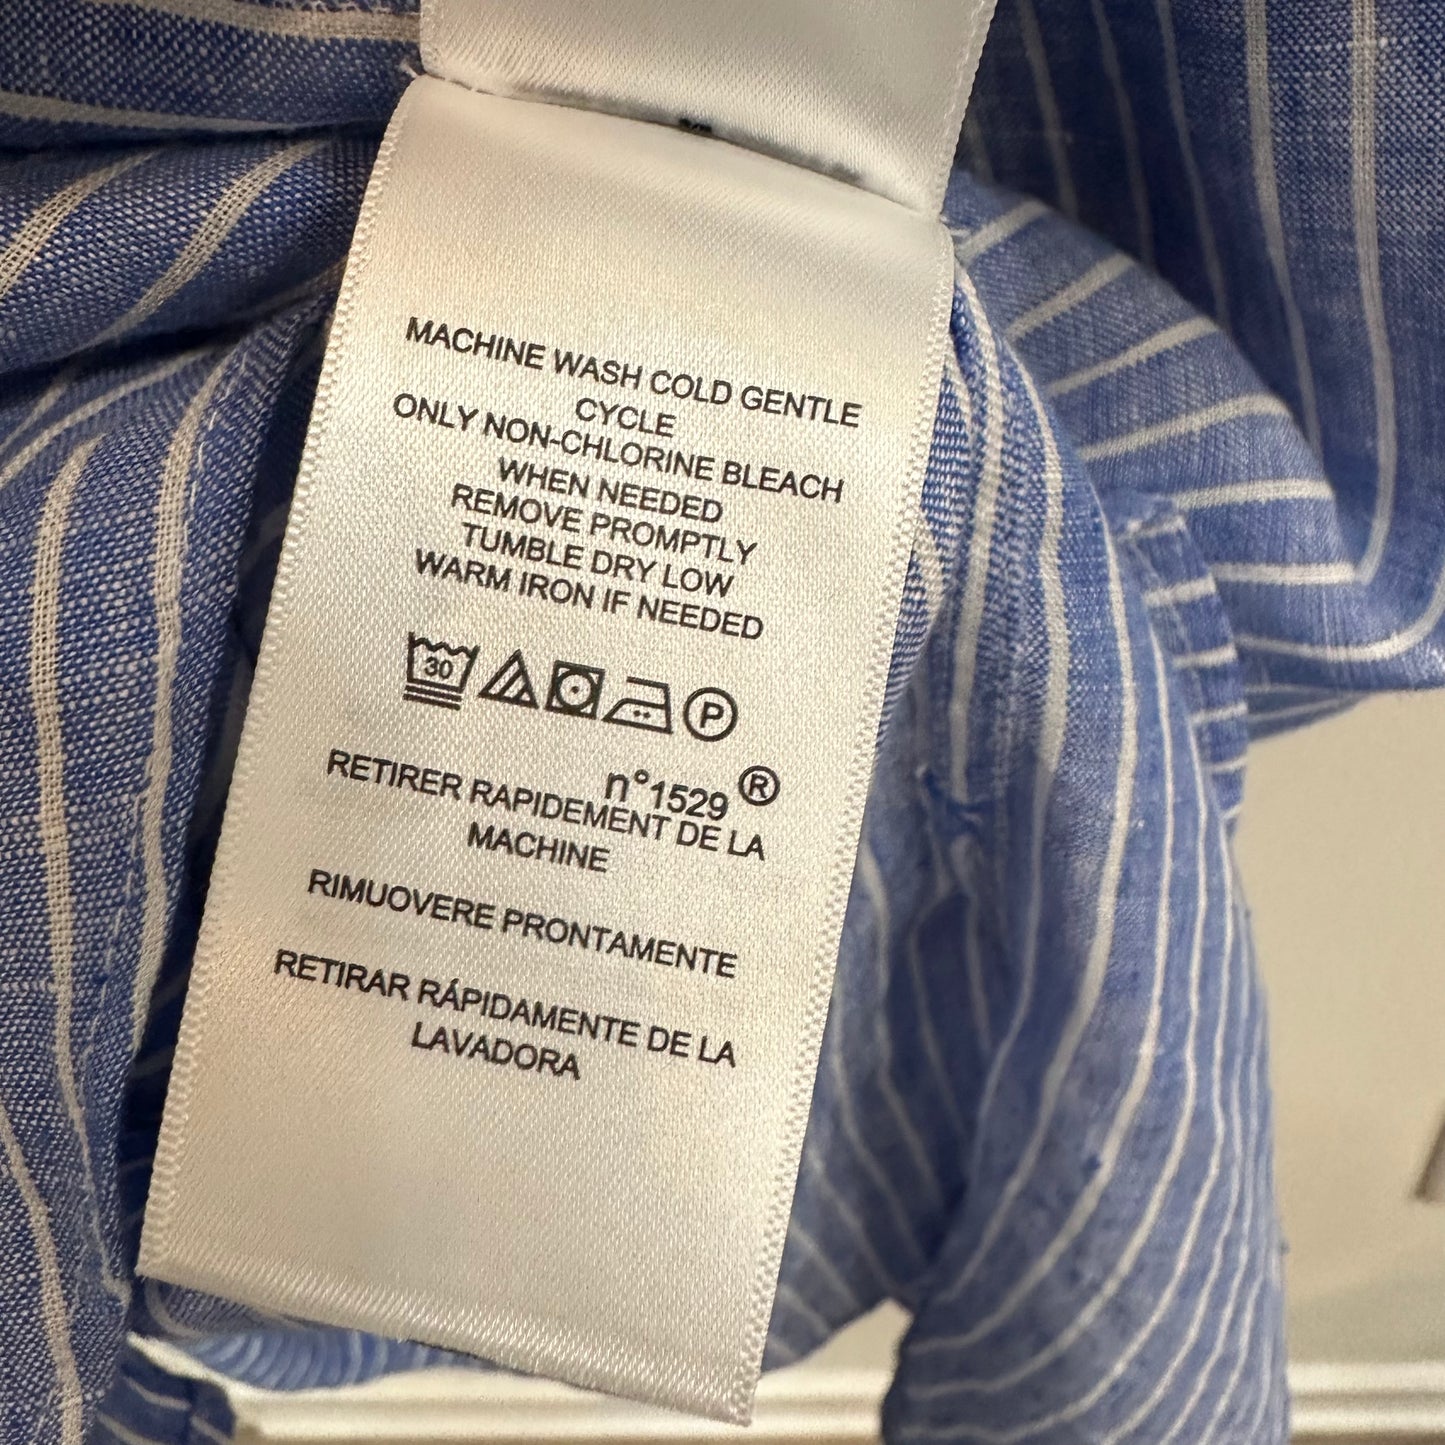 MACHINE WASH COLD GENTLE
CYCLE
ONLY NON-CHLORINE BLEACH
WHEN NEEDED
REMOVE PROMPTLY
TUMBLE DRY LOW
WARM IRON IF NEEDED
30 P
n°1529 ®
RETIRER RAPIDEMENT DE LA
MACHINE
RIMUOVERE PRONTAMENTE
RETIRAR RÁPIDAMENTE DE LA
LAVADORA